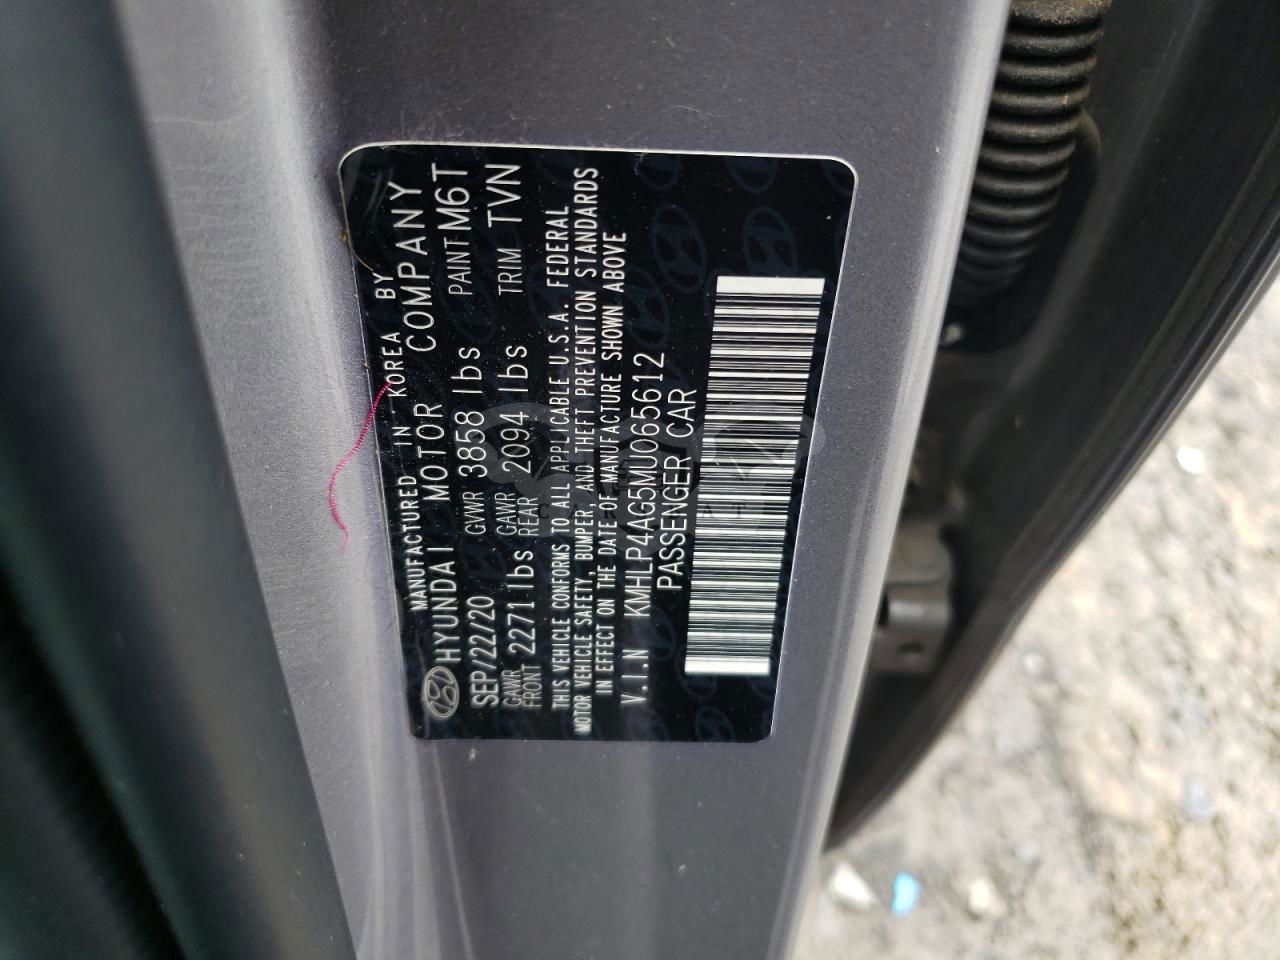 MANUFACTURED IN KOREA BY
HYUNDAI MOTOR COMPANY
SEP/22/20 GVWR 3858 lbs PAINT M6T
GAWR FRONT 2271 lbs GAWR REAR 2094 lbs TRIM TVN
THIS VEHICLE CONFORMS TO ALL APPLICABLE U.S.A. FEDERAL
MOTOR VEHICLE SAFETY, BUMPER, AND THEFT PREVENTION STANDARDS
IN EFFECT ON THE DATE OF MANUFACTURE SHOWN ABOVE
V.I.N KMHLP4AG5MU065612
PASSENGER CAR